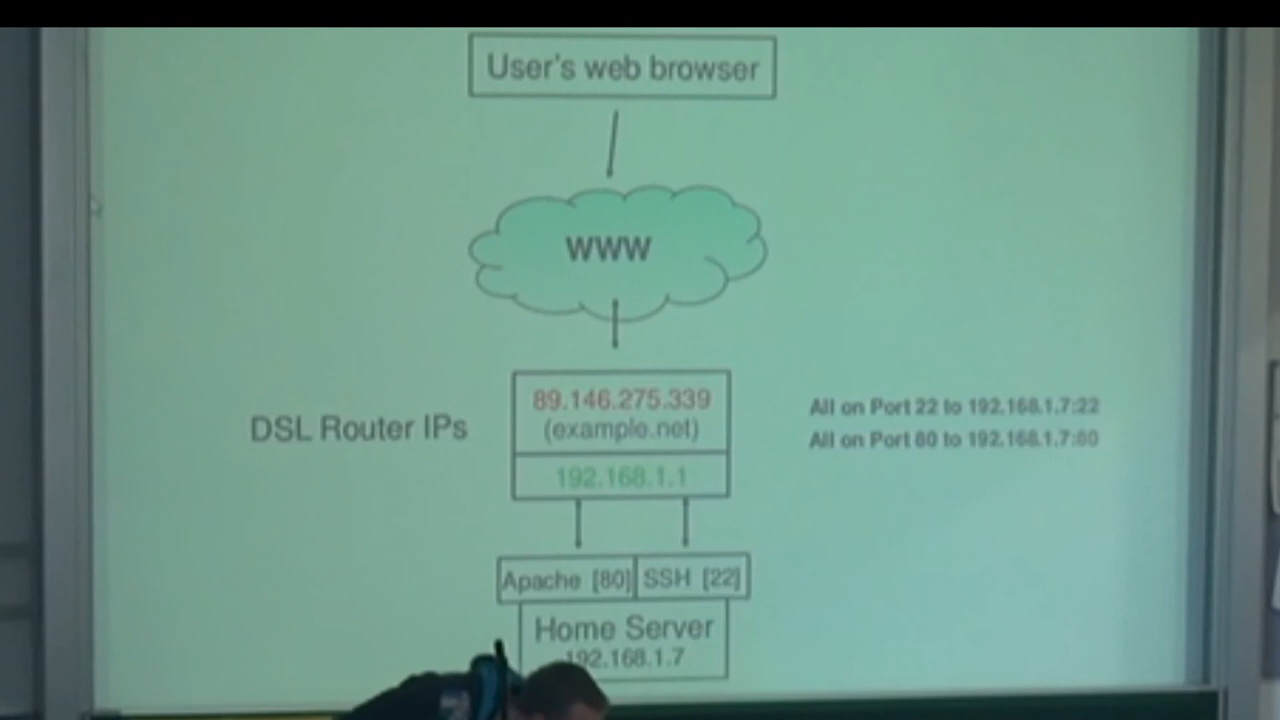 User's web browser
WWW
DSL Router IPs
89.146.275.339
(example.net)
192.168.1.1
All on Port 22 to 192.168.1.7:22
All on Port 80 to 192.168.1.7:80
Apache [80]
SSH [22]
Home Server
192.168.1.7